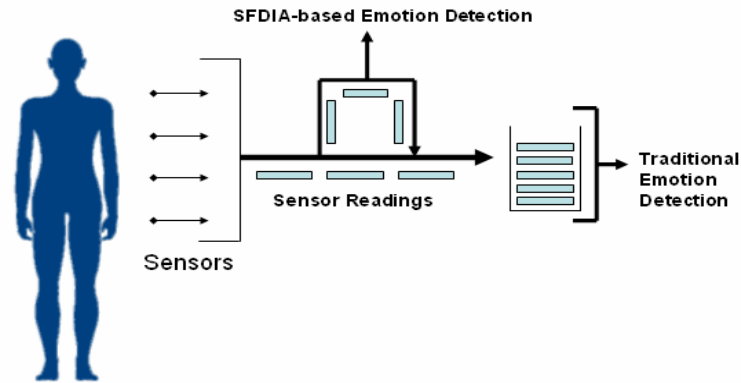 SFDIA-based Emotion Detection
Sensor Readings
Sensors
Traditional
Emotion
Detection